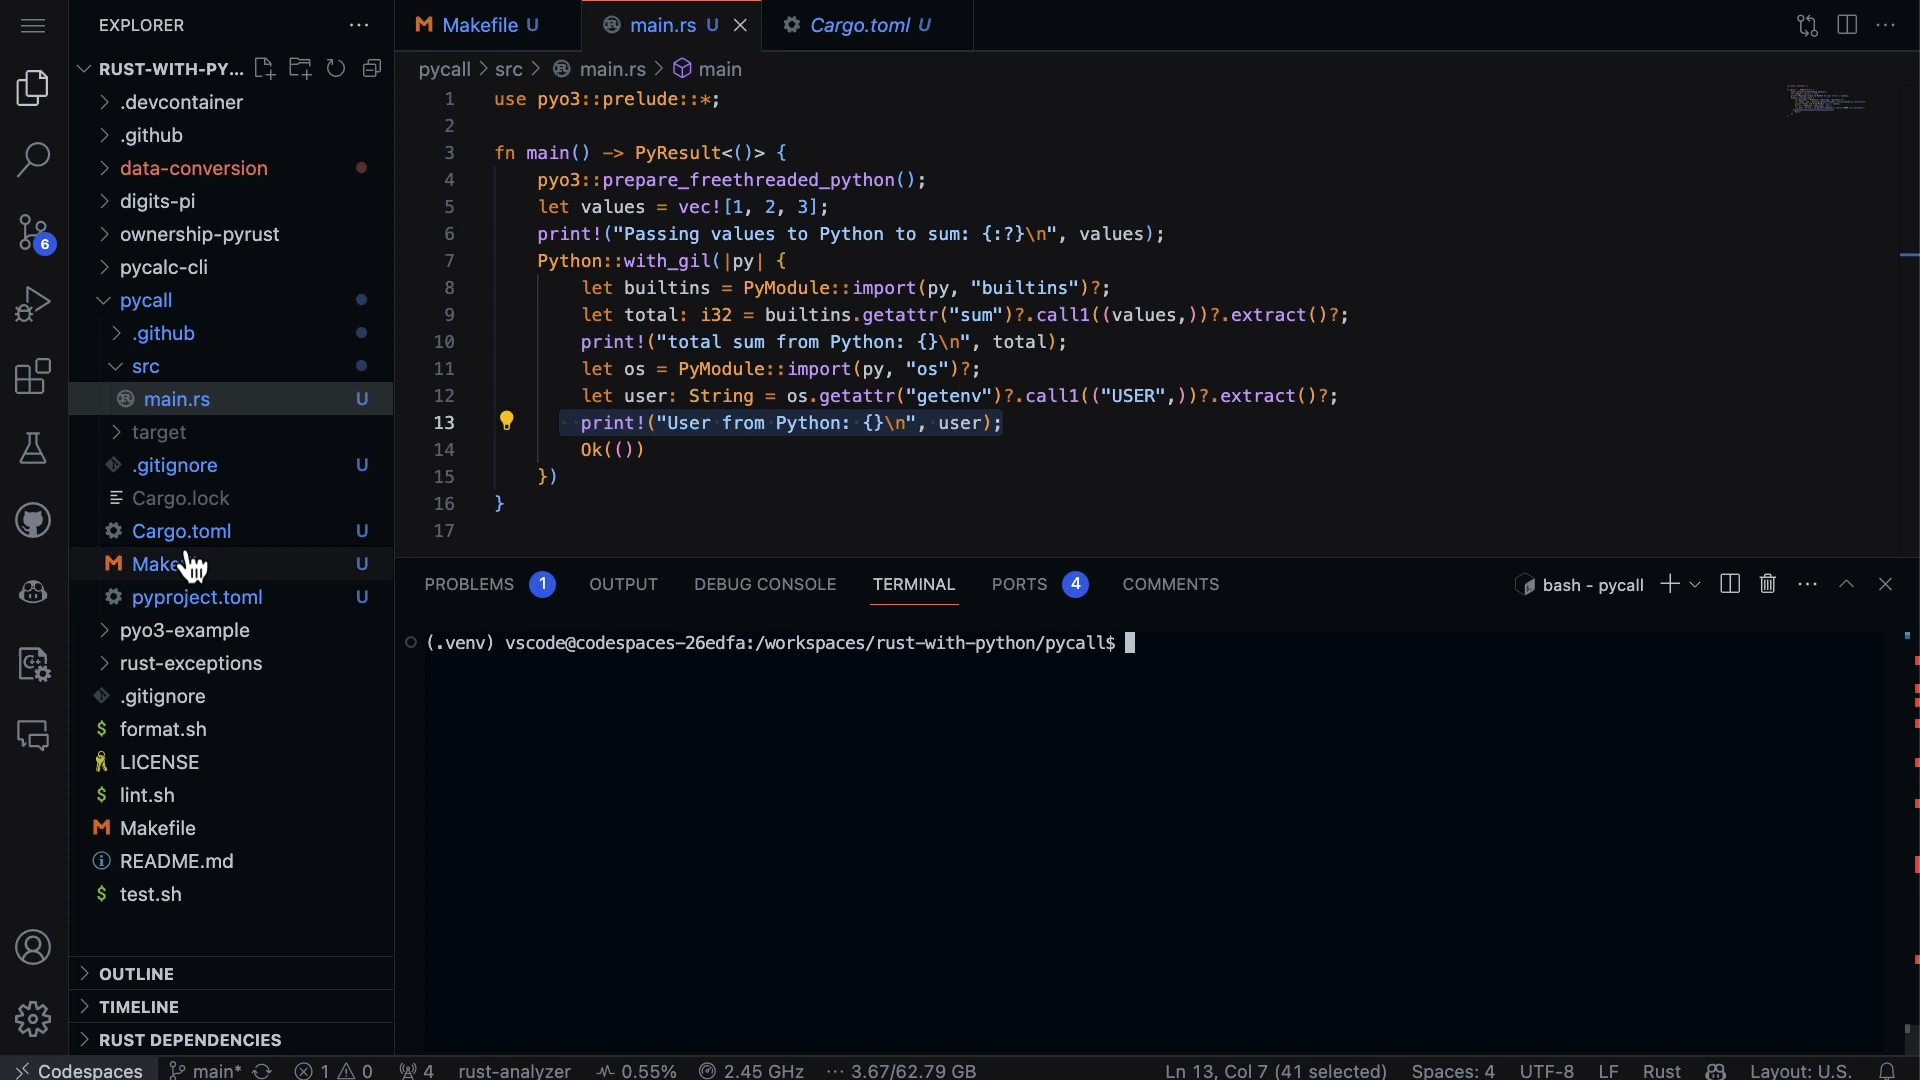 EXPLORER
RUST-WITH-PY...
.devcontainer
.github
data-conversion
digits-pi
ownership-pyrust
pycalc-cli
pycall
.github
src
main.rs U
target
.gitignore U
Cargo.lock
Cargo.toml U
Make U
pyproject.toml U
pyo3-example
rust-exceptions
.gitignore
$ format.sh
LICENSE
$ lint.sh
Makefile
README.md
$ test.sh
OUTLINE
TIMELINE
RUST DEPENDENCIES
6
Makefile U
main.rs U
Cargo.toml U
pycall > src > main.rs > main
1 use pyo3::prelude::*;
2
3 fn main() -> PyResult<()> {
4 pyo3::prepare_freethreaded_python();
5 let values = vec![1, 2, 3];
6 print!("Passing values to Python to sum: {:?}\n", values);
7 Python::with_gil(|py| {
8 let builtins = PyModule::import(py, "builtins")?;
9 let total: i32 = builtins.getattr("sum")?.call1((values,))?.extract()?;
10 print!("total sum from Python: {}\n", total);
11 let os = PyModule::import(py, "os")?;
12 let user: String = os.getattr("getenv")?.call1(("USER",))?.extract()?;
13 print!("User from Python: {}\n", user);
14 Ok(())
15 })
16 }
17
PROBLEMS 1 OUTPUT DEBUG CONSOLE TERMINAL PORTS 4 COMMENTS
bash - pycall
(.venv) vscode@codespaces-26edfa:/workspaces/rust-with-python/pycall$
Codespaces main* 1 0 4 rust-analyzer 0.55% 2.45 GHz 3.67/62.79 GB Ln 13, Col 7 (41 selected) Spaces: 4 UTF-8 LF Rust Layout: U.S.